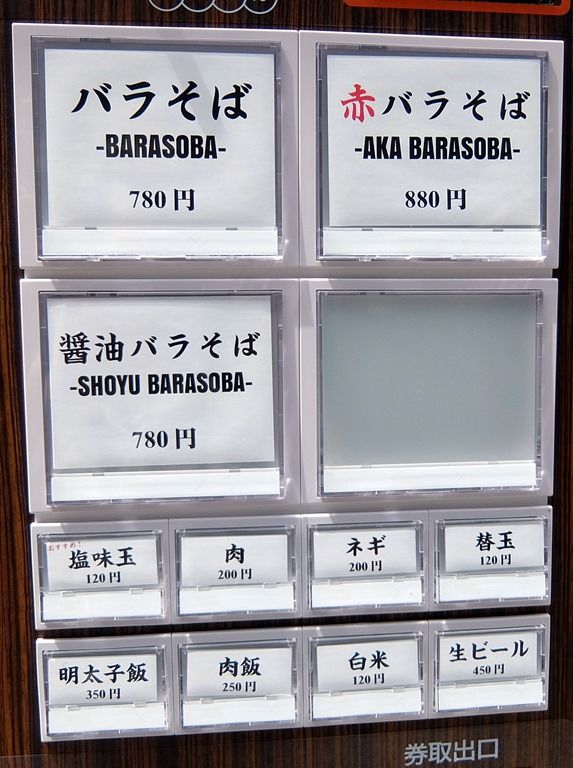 バラそば
-BARASOBA-
780円
赤バラそば
-AKA BARASOBA-
880円
醤油バラそば
-SHOYU BARASOBA-
780円
おすすめ!
塩味玉
120円
肉
200円
ネギ
200円
替玉
120円
明太子飯
350円
肉飯
250円
白米
120円
生ビール
450円
券取出口